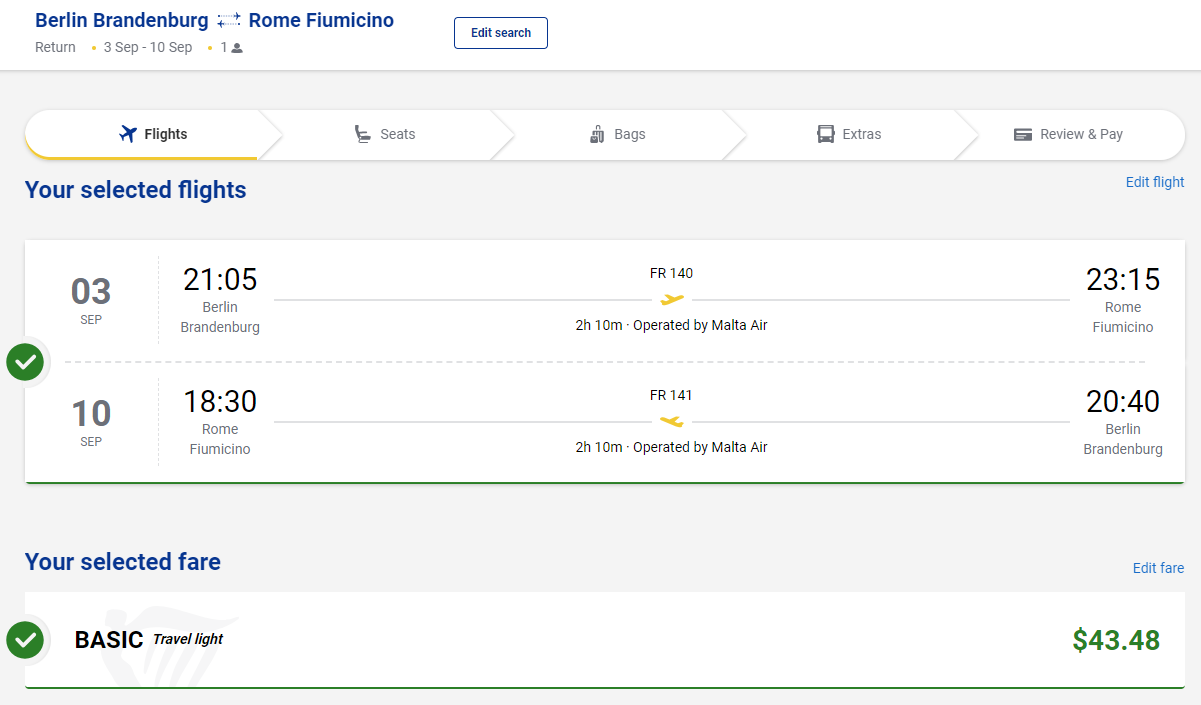 Berlin Brandenburg Rome Fiumicino
Return • 3 Sep - 10 Sep • 1
Edit search
Flights
Seats
Bags
Extras
Review & Pay
Your selected flights
Edit flight
03
SEP
21:05
Berlin
Brandenburg
FR 140
2h 10m · Operated by Malta Air
23:15
Rome
Fiumicino
10
SEP
18:30
Rome
Fiumicino
FR 141
2h 10m · Operated by Malta Air
20:40
Berlin
Brandenburg
Your selected fare
Edit fare
BASIC Travel light
$43.48